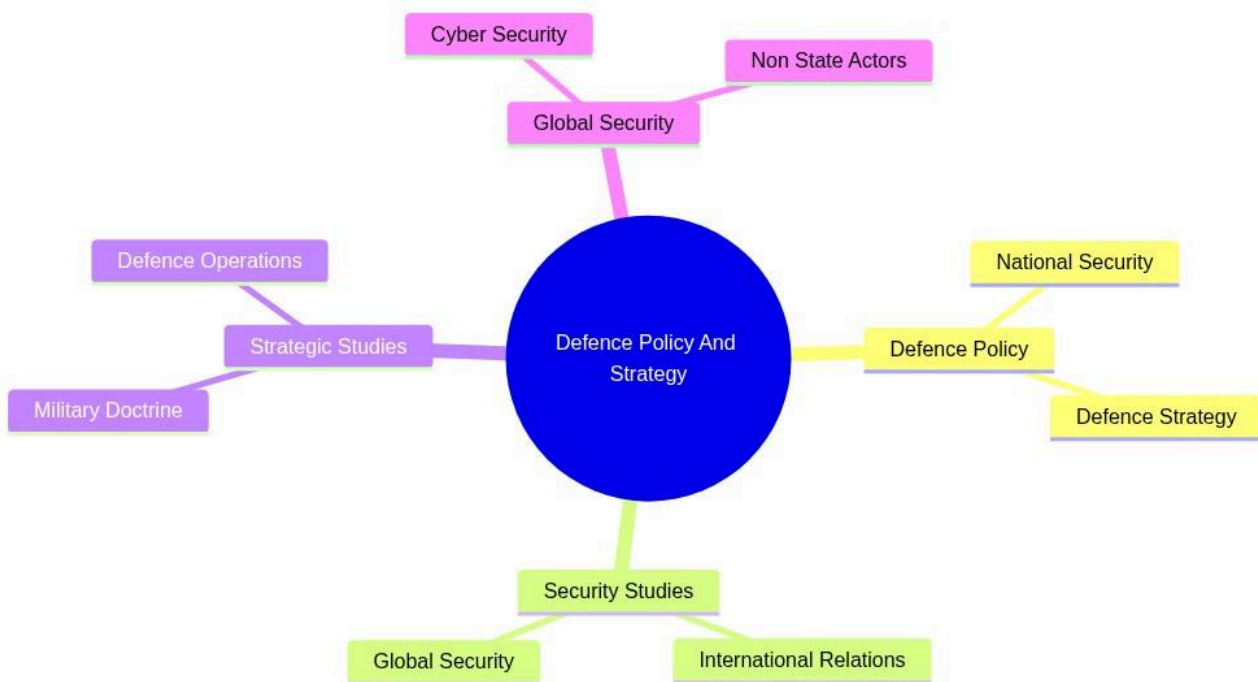 Cyber Security
Non State Actors
Global Security
Defence Operations
National Security
Strategic Studies
Defence Policy And
Strategy
Defence Policy
Military Doctrine
Defence Strategy
Security Studies
Global Security
International Relations